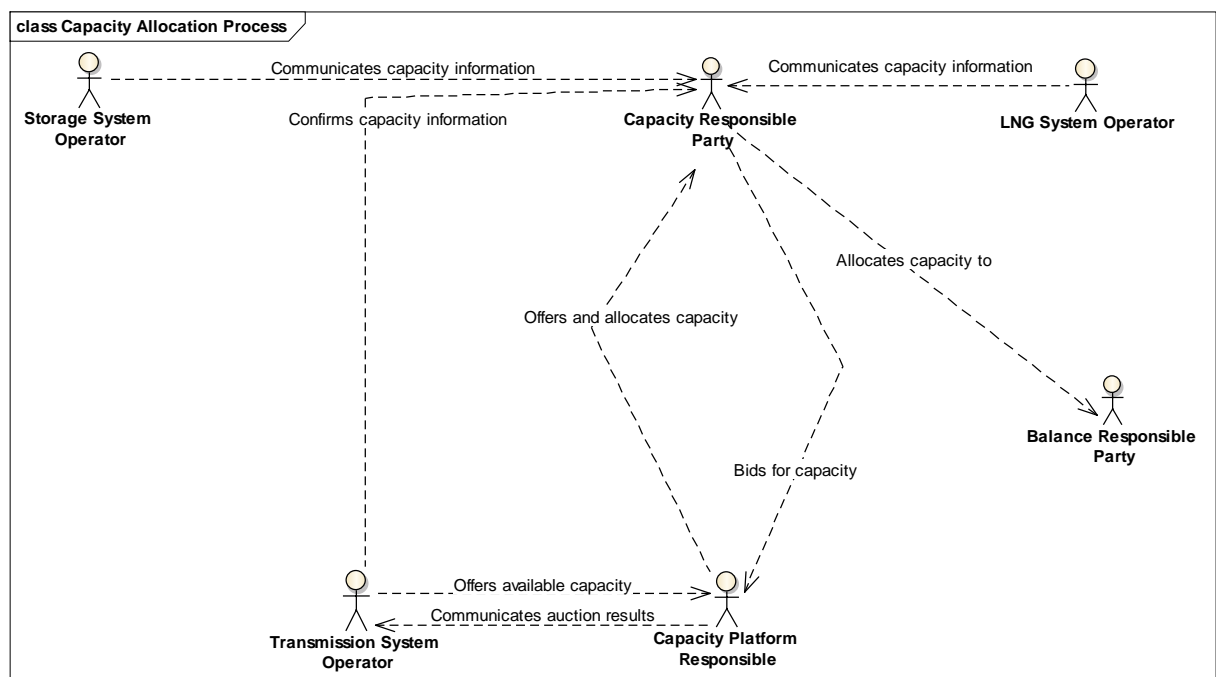 class Capacity Allocation Process
Communicates capacity information
Communicates capacity information
Storage System
Operator
Confirms capacity information
Capacity Responsible
Party
LNG System Operator
Allocates capacity to
Offers and allocates capacity
Balance Responsible
Party
Bids for capacity
Offers available capacity
Communicates auction results
Transmission System
Operator
Capacity Platform
Responsible